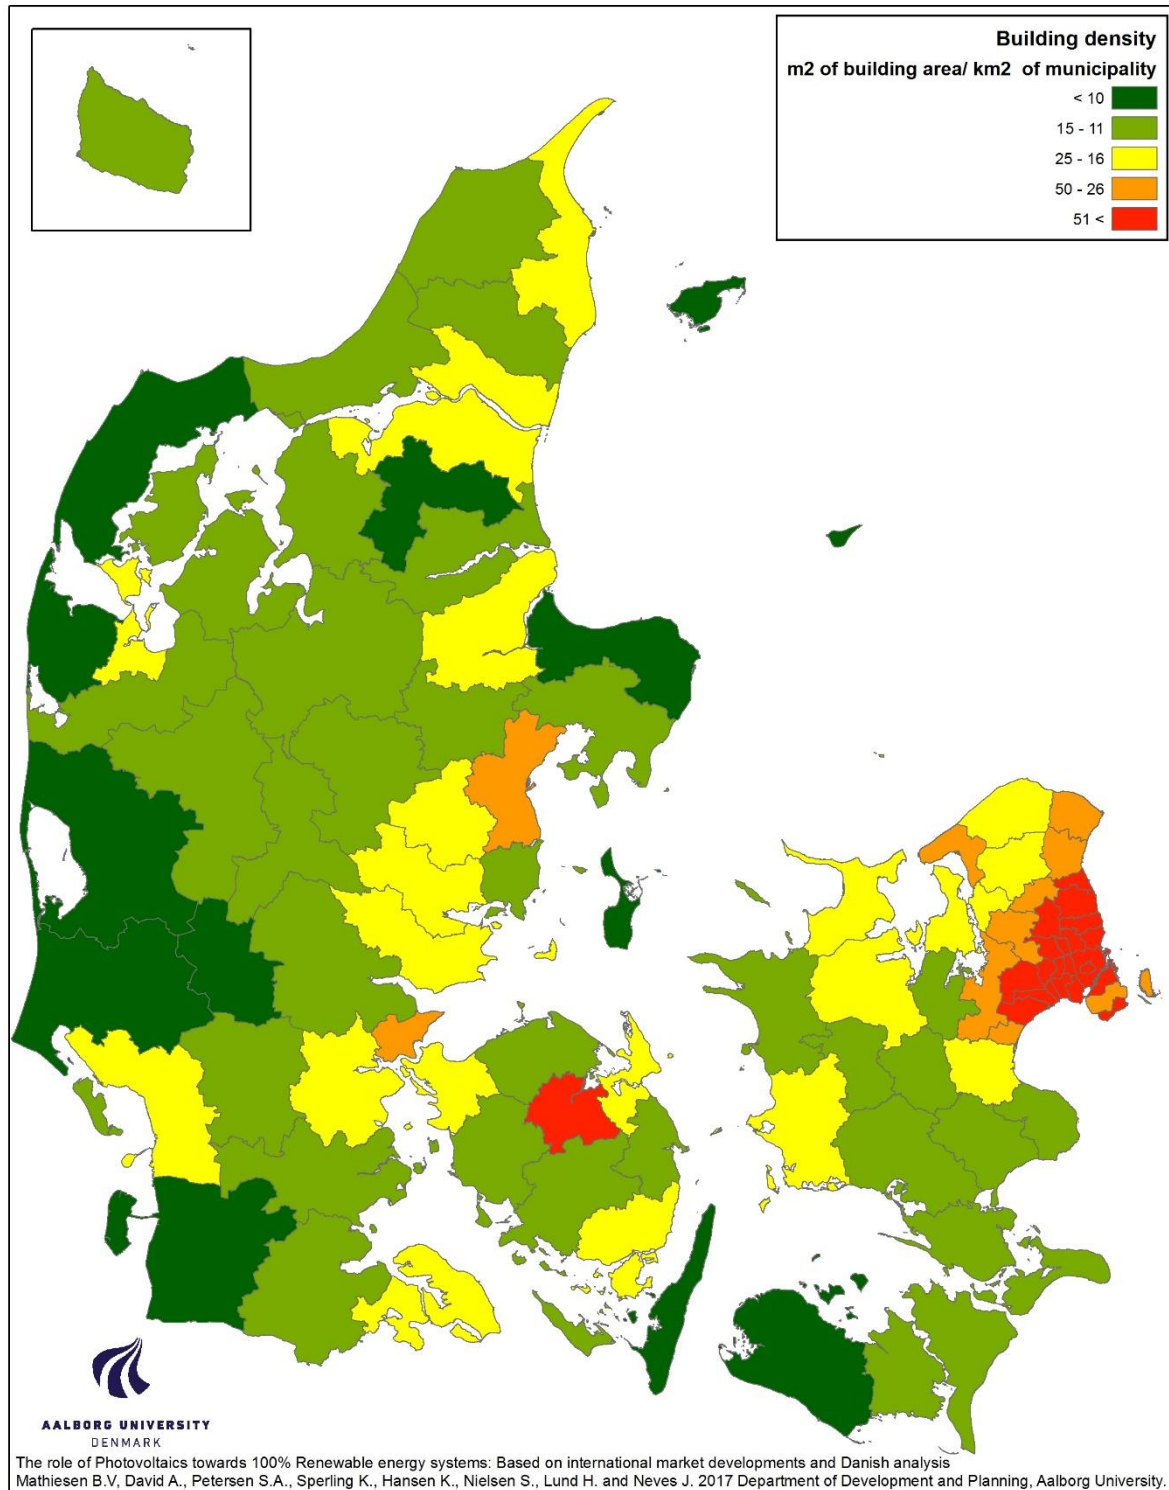 Building density
m2 of building area/ km2 of municipality
< 10
15 - 11
25 - 16
50 - 26
51 <
AALBORG UNIVERSITY
DENMARK
The role of Photovoltaics towards 100% Renewable energy systems: Based on international market developments and Danish analysis
Mathiesen B.V, David A., Petersen S.A., Sperling K., Hansen K., Nielsen S., Lund H. and Neves J. 2017 Department of Development and Planning, Aalborg University.